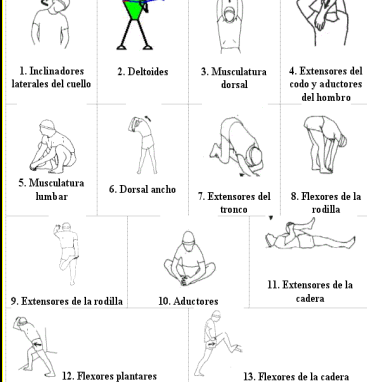 1. Inclinadores
laterales del cuello
2. Deltoides
3. Musculatura
dorsal
4. Extensores del
codo y aductores
del hombro
5. Musculatura
lumbar
6. Dorsal ancho
7. Extensores del
tronco
8. Flexores de la
rodilla
9. Extensores de la rodilla
10. Aductores
11. Extensores de la
cadera
12. Flexores plantares
13. Flexores de la cadera